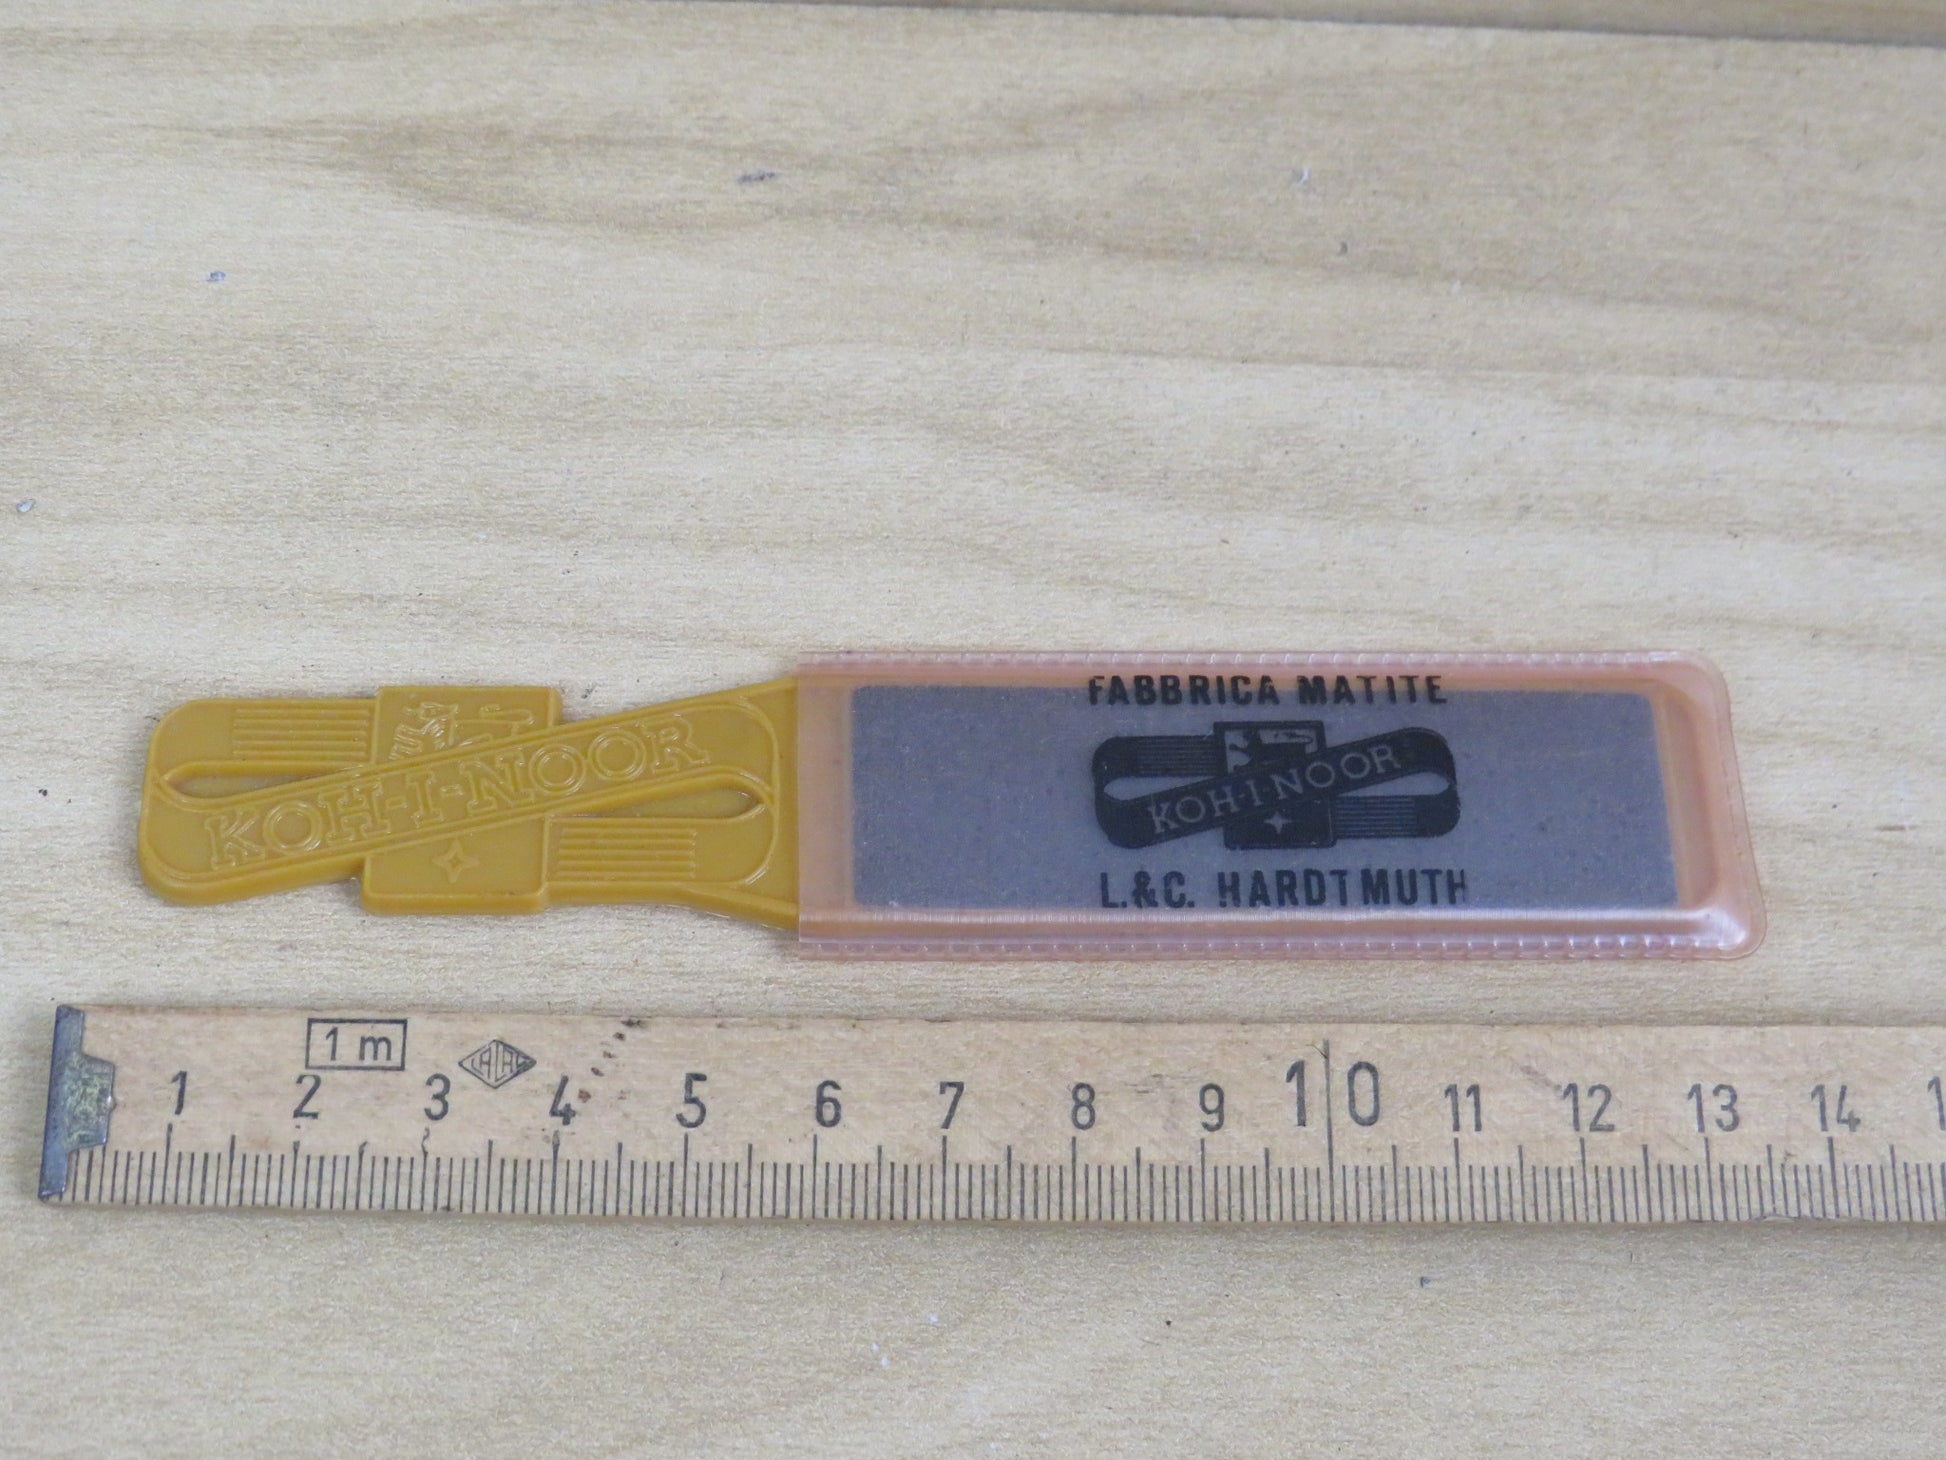 KOH-I-NOOR
FABBRICA MATITE
KOH-I-NOOR
L.&C. HARDTMUTH
1 m
1 2 3 4 5 6 7 8 9 10 11 12 13 14